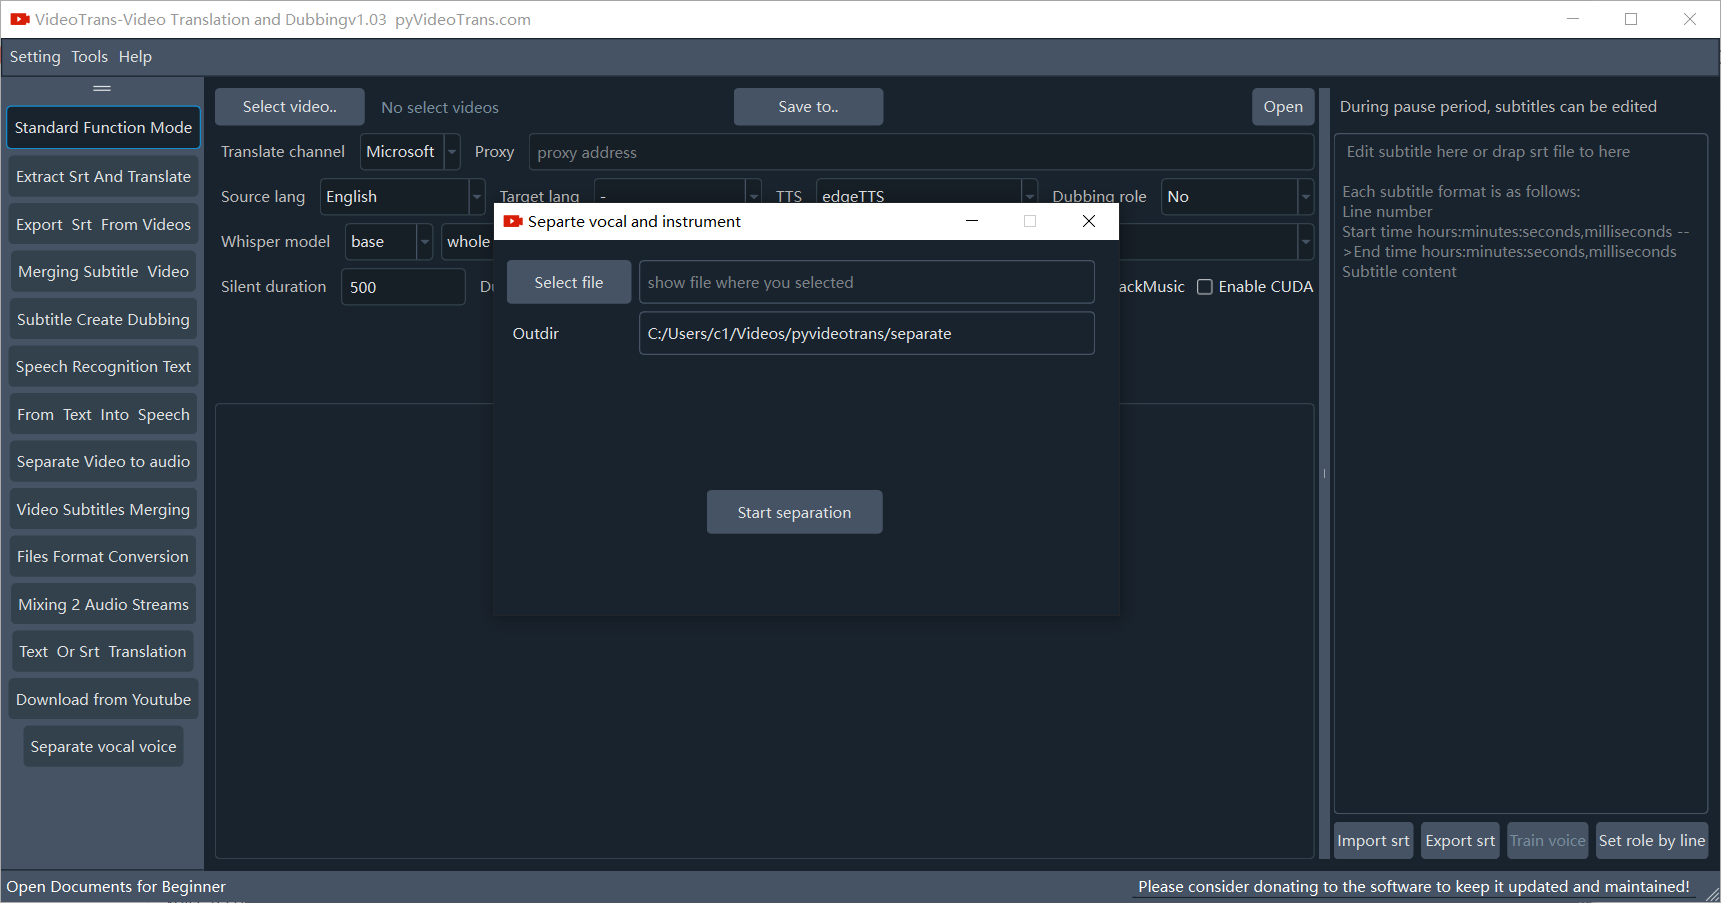 VideoTrans-Video Translation and Dubbingv1.03 pyVideoTrans.com
Setting Tools Help
Standard Function Mode
Extract Srt And Translate
Export Srt From Videos
Merging Subtitle Video
Subtitle Create Dubbing
Speech Recognition Text
From Text Into Speech
Separate Video to audio
Video Subtitles Merging
Files Format Conversion
Mixing 2 Audio Streams
Text Or Srt Translation
Download from Youtube
Separate vocal voice
Select video.. No select videos Save to.. Open
Translate channel Microsoft Proxy proxy address
Source lang English Target lang - TTS edgeTTS Dubbing role No
Whisper model base whole
Silent duration 500 Du ackMusic Enable CUDA
Separte vocal and instrument
Select file show file where you selected
Outdir C:/Users/c1/Videos/pyvideotrans/separate
Start separation
During pause period, subtitles can be edited
Edit subtitle here or drap srt file to here
Each subtitle format is as follows:
Line number
Start time hours:minutes:seconds,milliseconds --
>End time hours:minutes:seconds,milliseconds
Subtitle content
Import srt Export srt Train voice Set role by line
Open Documents for Beginner
Please consider donating to the software to keep it updated and maintained!